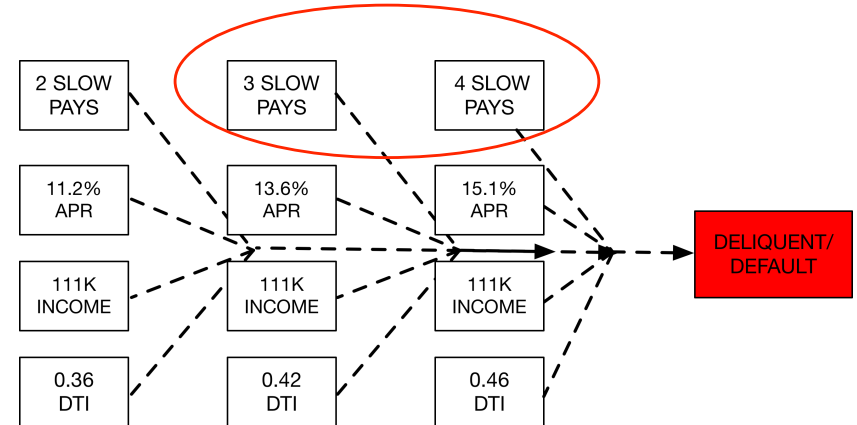 2 SLOW
PAYS
3 SLOW
PAYS
4 SLOW
PAYS
11.2%
APR
13.6%
APR
15.1%
APR
DELIQUENT/
DEFAULT
111K
INCOME
111K
INCOME
111K
INCOME
0.36
DTI
0.42
DTI
0.46
DTI